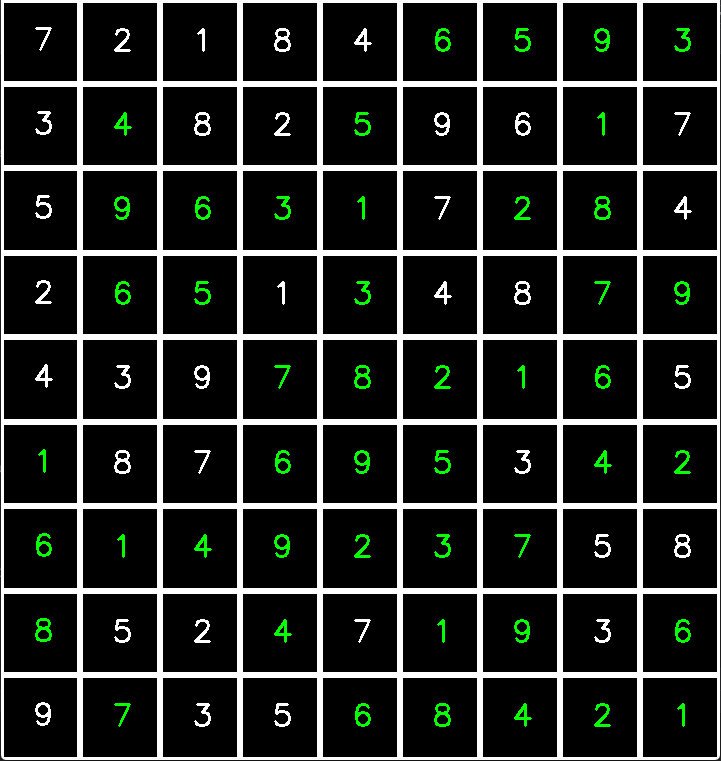 7 2 1 8 4 6 5 9 3
3 4 8 2 5 9 6 1 7
5 9 6 3 1 7 2 8 4
2 6 5 1 3 4 8 7 9
4 3 9 7 8 2 1 6 5
1 8 7 6 9 5 3 4 2
6 1 4 9 2 3 7 5 8
8 5 2 4 7 1 9 3 6
9 7 3 5 6 8 4 2 1